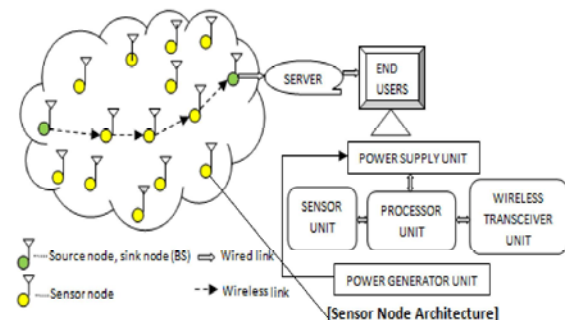 SERVER
END
USERS
POWER SUPPLY UNIT
SENSOR
UNIT
PROCESSOR
UNIT
WIRELESS
TRANSCEIVER
UNIT
POWER GENERATOR UNIT
Source node, sink node (BS)
Wired link
Sensor node
Wireless link
[Sensor Node Architecture]